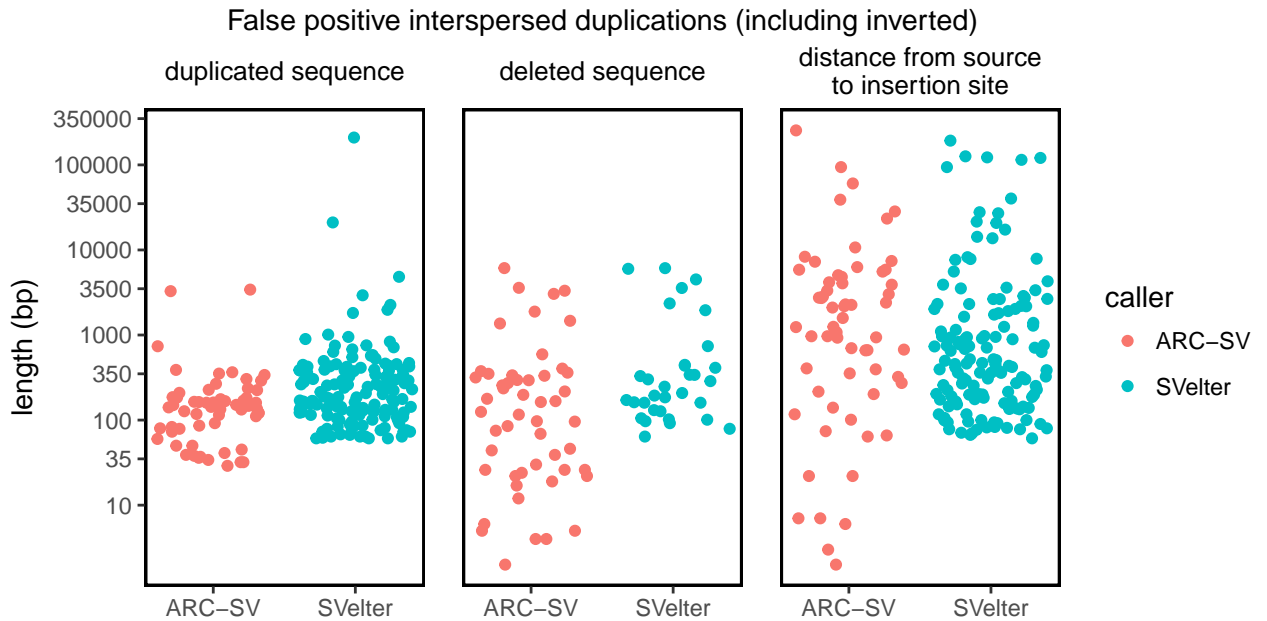 False positive interspersed duplications (including inverted)
duplicated sequence
deleted sequence
distance from source
to insertion site
length (bp)
350000
100000
35000
10000
3500
1000
350
100
35
10
ARC−SV
SVelter
ARC−SV
SVelter
ARC−SV
SVelter
caller
ARC−SV
SVelter